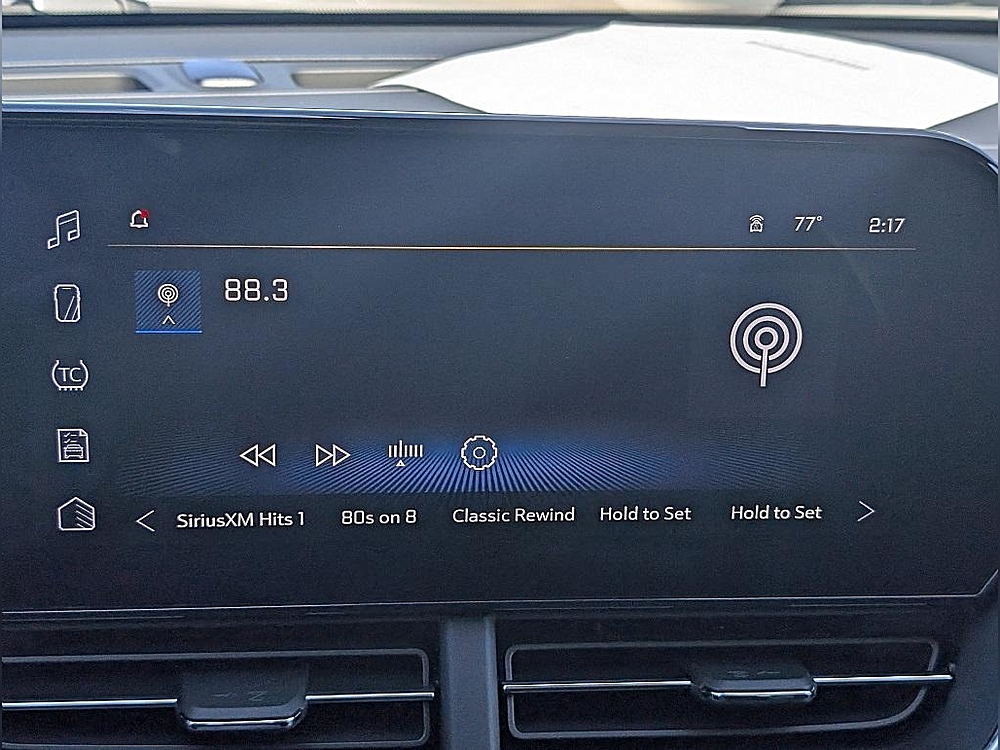 77° 2:17
88.3
TC
SiriusXM Hits 1 80s on 8 Classic Rewind Hold to Set Hold to Set